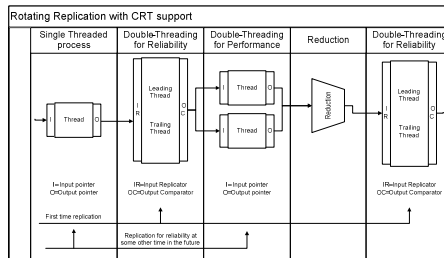 Rotating Replication with CRT support
Single Threaded
process
Double-Threading
for Reliability
Double-Threading
for Performance
Reduction
Double-Threading
for Reliability
I
Thread
O
I
R
Leading
Thread
Trailing
Thread
O
C
I
Thread
O
I
Thread
O
Reduction
I
R
Leading
Thread
Trailing
Thread
O
C
I=Input pointer
O=Output pointer
IR=Input Replicator
OC=Output Comparator
I=Input pointer
O=Output pointer
IR=Input Replicator
OC=Output Comparator
First time replication
Replication for reliability at
some other time in the future